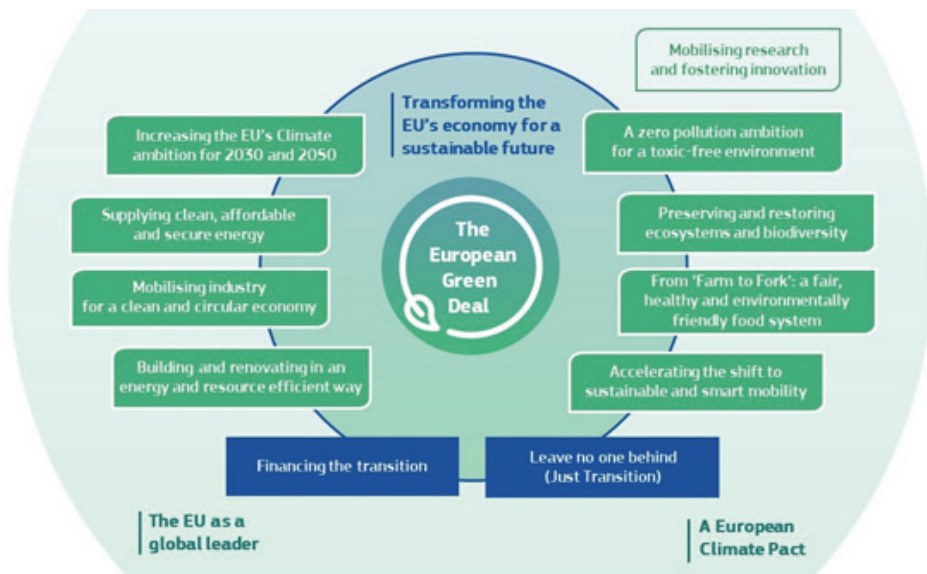 Mobilising research
and fostering innovation
Transforming the
EU's economy for a
sustainable future
Increasing the EU's Climate
ambition for 2030 and 2050
A zero pollution ambition
for a toxic-free environment
Supplying clean, affordable
and secure energy
Preserving and restoring
ecosystems and biodiversity
The
European
Green
Deal
Mobilising industry
for a clean and circular economy
From 'Farm to Fork': a fair,
healthy and environmentally
friendly food system
Building and renovating in an
energy and resource efficient way
Accelerating the shift to
sustainable and smart mobility
Financing the transition
Leave no one behind
(Just Transition)
The EU as a
global leader
A European
Climate Pact